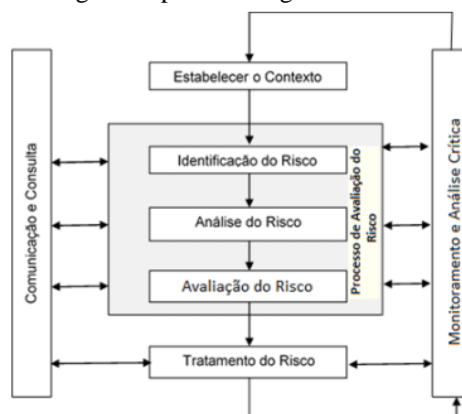 Estabelecer o Contexto
Comunicação e Consulta
Identificação do Risco
Análise do Risco
Avaliação do Risco
Processo de Avaliação do
Risco
Monitoramento e Análise Crítica
Tratamento do Risco